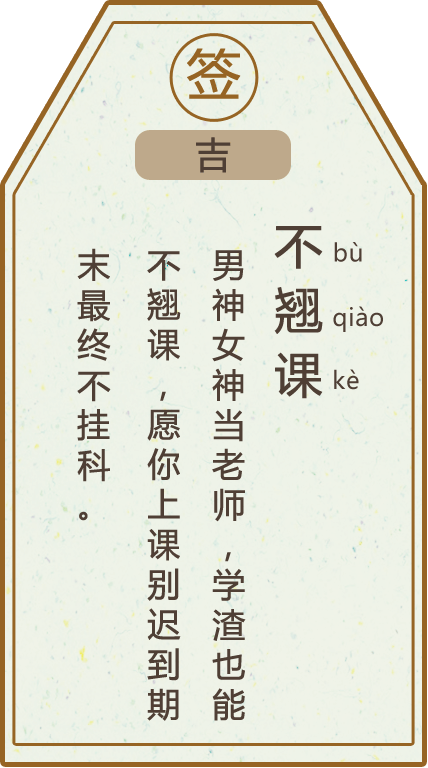 签
吉
不翘课
bù
qiào
kè
男神女神当老师，学渣也能
不翘课，愿你上课别迟到期
末最终不挂科。